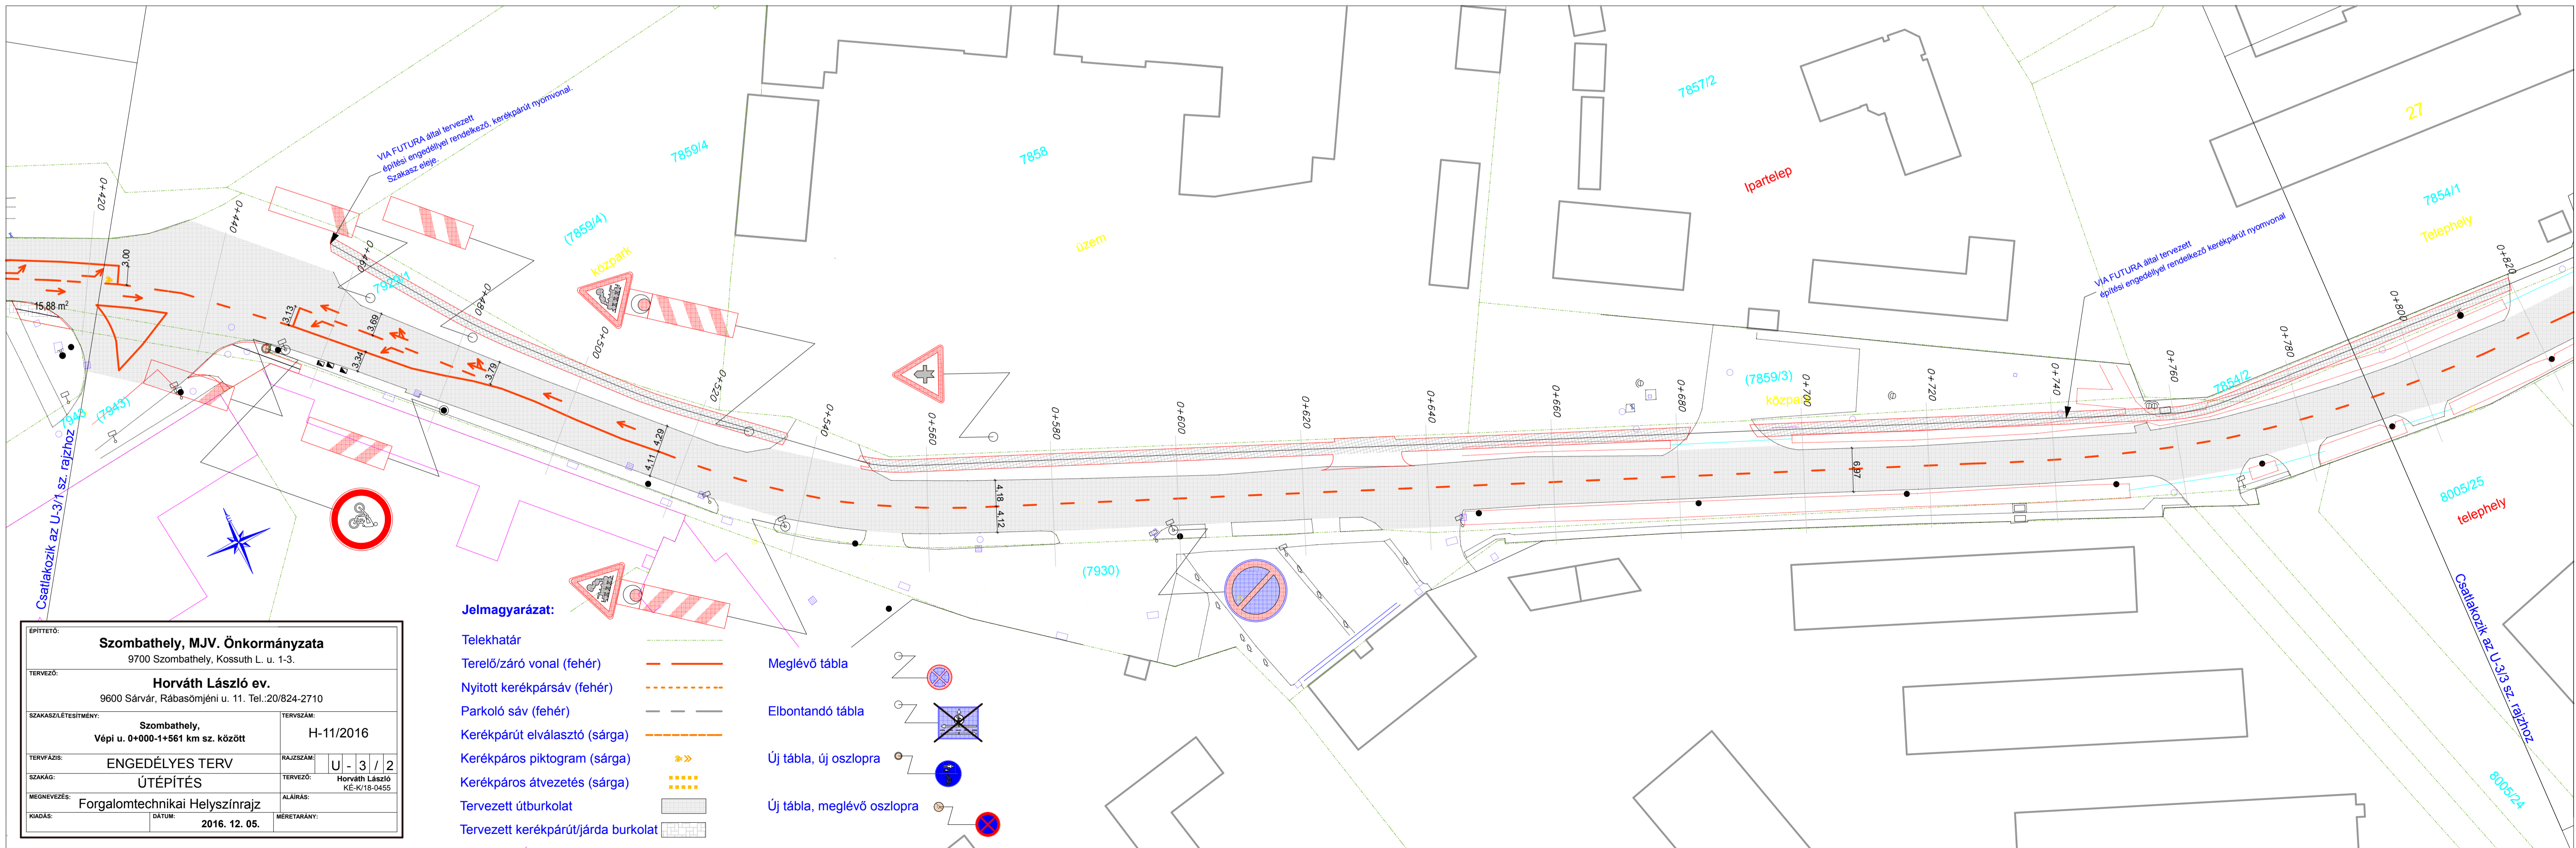 VIA FUTURA által tervezett
építési engedéllyel rendelkező, kerékpárút nyomvonal.
Szakasz eleje.
7859/4
7858
7857/2
27
Ipartelep
7854/1
Telephely
VIA FUTURA által tervezett
építési engedéllyel rendelkező kerékpárút nyomvonal
(7859/4)
közpark
üzem
7929/1
0+420
0+440
0+460
0+480
0+500
0+520
0+540
0+560
0+580
0+600
0+620
0+640
0+660
0+680
0+700
0+720
0+740
0+760
0+780
0+800
0+820
3.00
15,88 m²
3.13
3.69
3.34
3.79
4.29
4.11
4.18
4.12
6.97
(7859/3)
közpark
7854/2
7943
(7943)
(7930)
8005/25
telephely
8005/24
Csatlakozik az U-3/1 sz. rajzhoz
Csatlakozik az U-3/3 sz. rajzhoz
ÉPÍTTETŐ:
Szombathely, MJV. Önkormányzata
9700 Szombathely, Kossuth L. u. 1-3.
TERVEZŐ:
Horváth László ev.
9600 Sárvár, Rábasömjéni u. 11. Tel.:20/824-2710
SZAKASZ/LÉTESÍTMÉNY:
Szombathely,
Végi u. 0+000-1+561 km sz. között
TERVSZÁM:
H-11/2016
TERVFÁZIS:
ENGEDÉLYES TERV
RAJZSZÁM:
U - 3 / 2
SZAKÁG:
ÚTÉPÍTÉS
TERVEZŐ:
Horváth László
KÉ-K/18-0455
MEGNEVEZÉS:
Forgalomtechnikai Helyszínrajz
ALÁÍRÁS:
KIADÁS:
DÁTUM:
2016. 12. 05.
MÉRETARÁNY:
Jelmagyarázat:
Telekhatár
Terelő/záró vonal (fehér)
Nyitott kerékpársáv (fehér)
Parkoló sáv (fehér)
Kerékpárút elválasztó (sárga)
Kerékpáros piktogram (sárga)
Kerékpáros átvezetés (sárga)
Tervezett útburkolat
Tervezett kerékpárút/járda burkolat
Meglévő tábla
Elbontandó tábla
Új tábla, új oszlopra
Új tábla, meglévő oszlopra